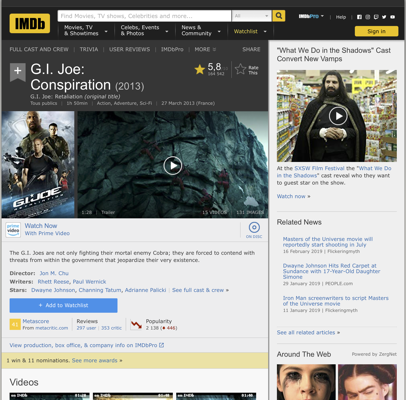 IMDb
Find Movies, TV shows, Celebrities and more...
All
IMDbPro
Help
Movies, TV & Showtimes
Celebs, Events & Photos
News & Community
Watchlist
Sign in
FULL CAST AND CREW | TRIVIA | USER REVIEWS | IMDbPro | MORE
SHARE
G.I. Joe:
Conspiration (2013)
G.I. Joe: Retaliation (original title)
Tous publics | 1h 50min | Action, Adventure, Sci-Fi | 27 March 2013 (France)
5,8
Rate This
G.I.JOE
1:28 | Trailer
Watch Now
With Prime Video
ON DISC
The G.I. Joes are not only fighting their mortal enemy Cobra; they are forced to contend with
threats from within the government that jeopardize their very existence.
Director: Jon M. Chu
Writers: Rhett Reese, Paul Wernick
Stars: Dwayne Johnson, Channing Tatum, Adrianne Palicki | See full cast & crew »
+ Add to Watchlist
41
Metascore
From metacritic.com
Reviews
297 user | 353 critic
Popularity
2 138 (446)
View production, box office, & company info on IMDbPro
1 win & 11 nominations. See more awards »
Videos
"What We Do in the Shadows" Cast
Convert New Vamps
At the SXSW Film Festival the "What We Do
in the Shadows" cast reveal who they want
to guest star on the show.
Watch now »
Related News
Masters of the Universe movie will
reportedly start shooting in July
16 February 2019 | Flickeringmyth
Dwayne Johnson Hits Red Carpet at
Sundance with 17-Year-Old Daughter
Simone
29 January 2019 | PEOPLE.com
Iron Man screenwriters to script Masters
of the Universe movie
11 January 2019 | Flickeringmyth
See all related articles »
Around The Web
Powered by ZergNet